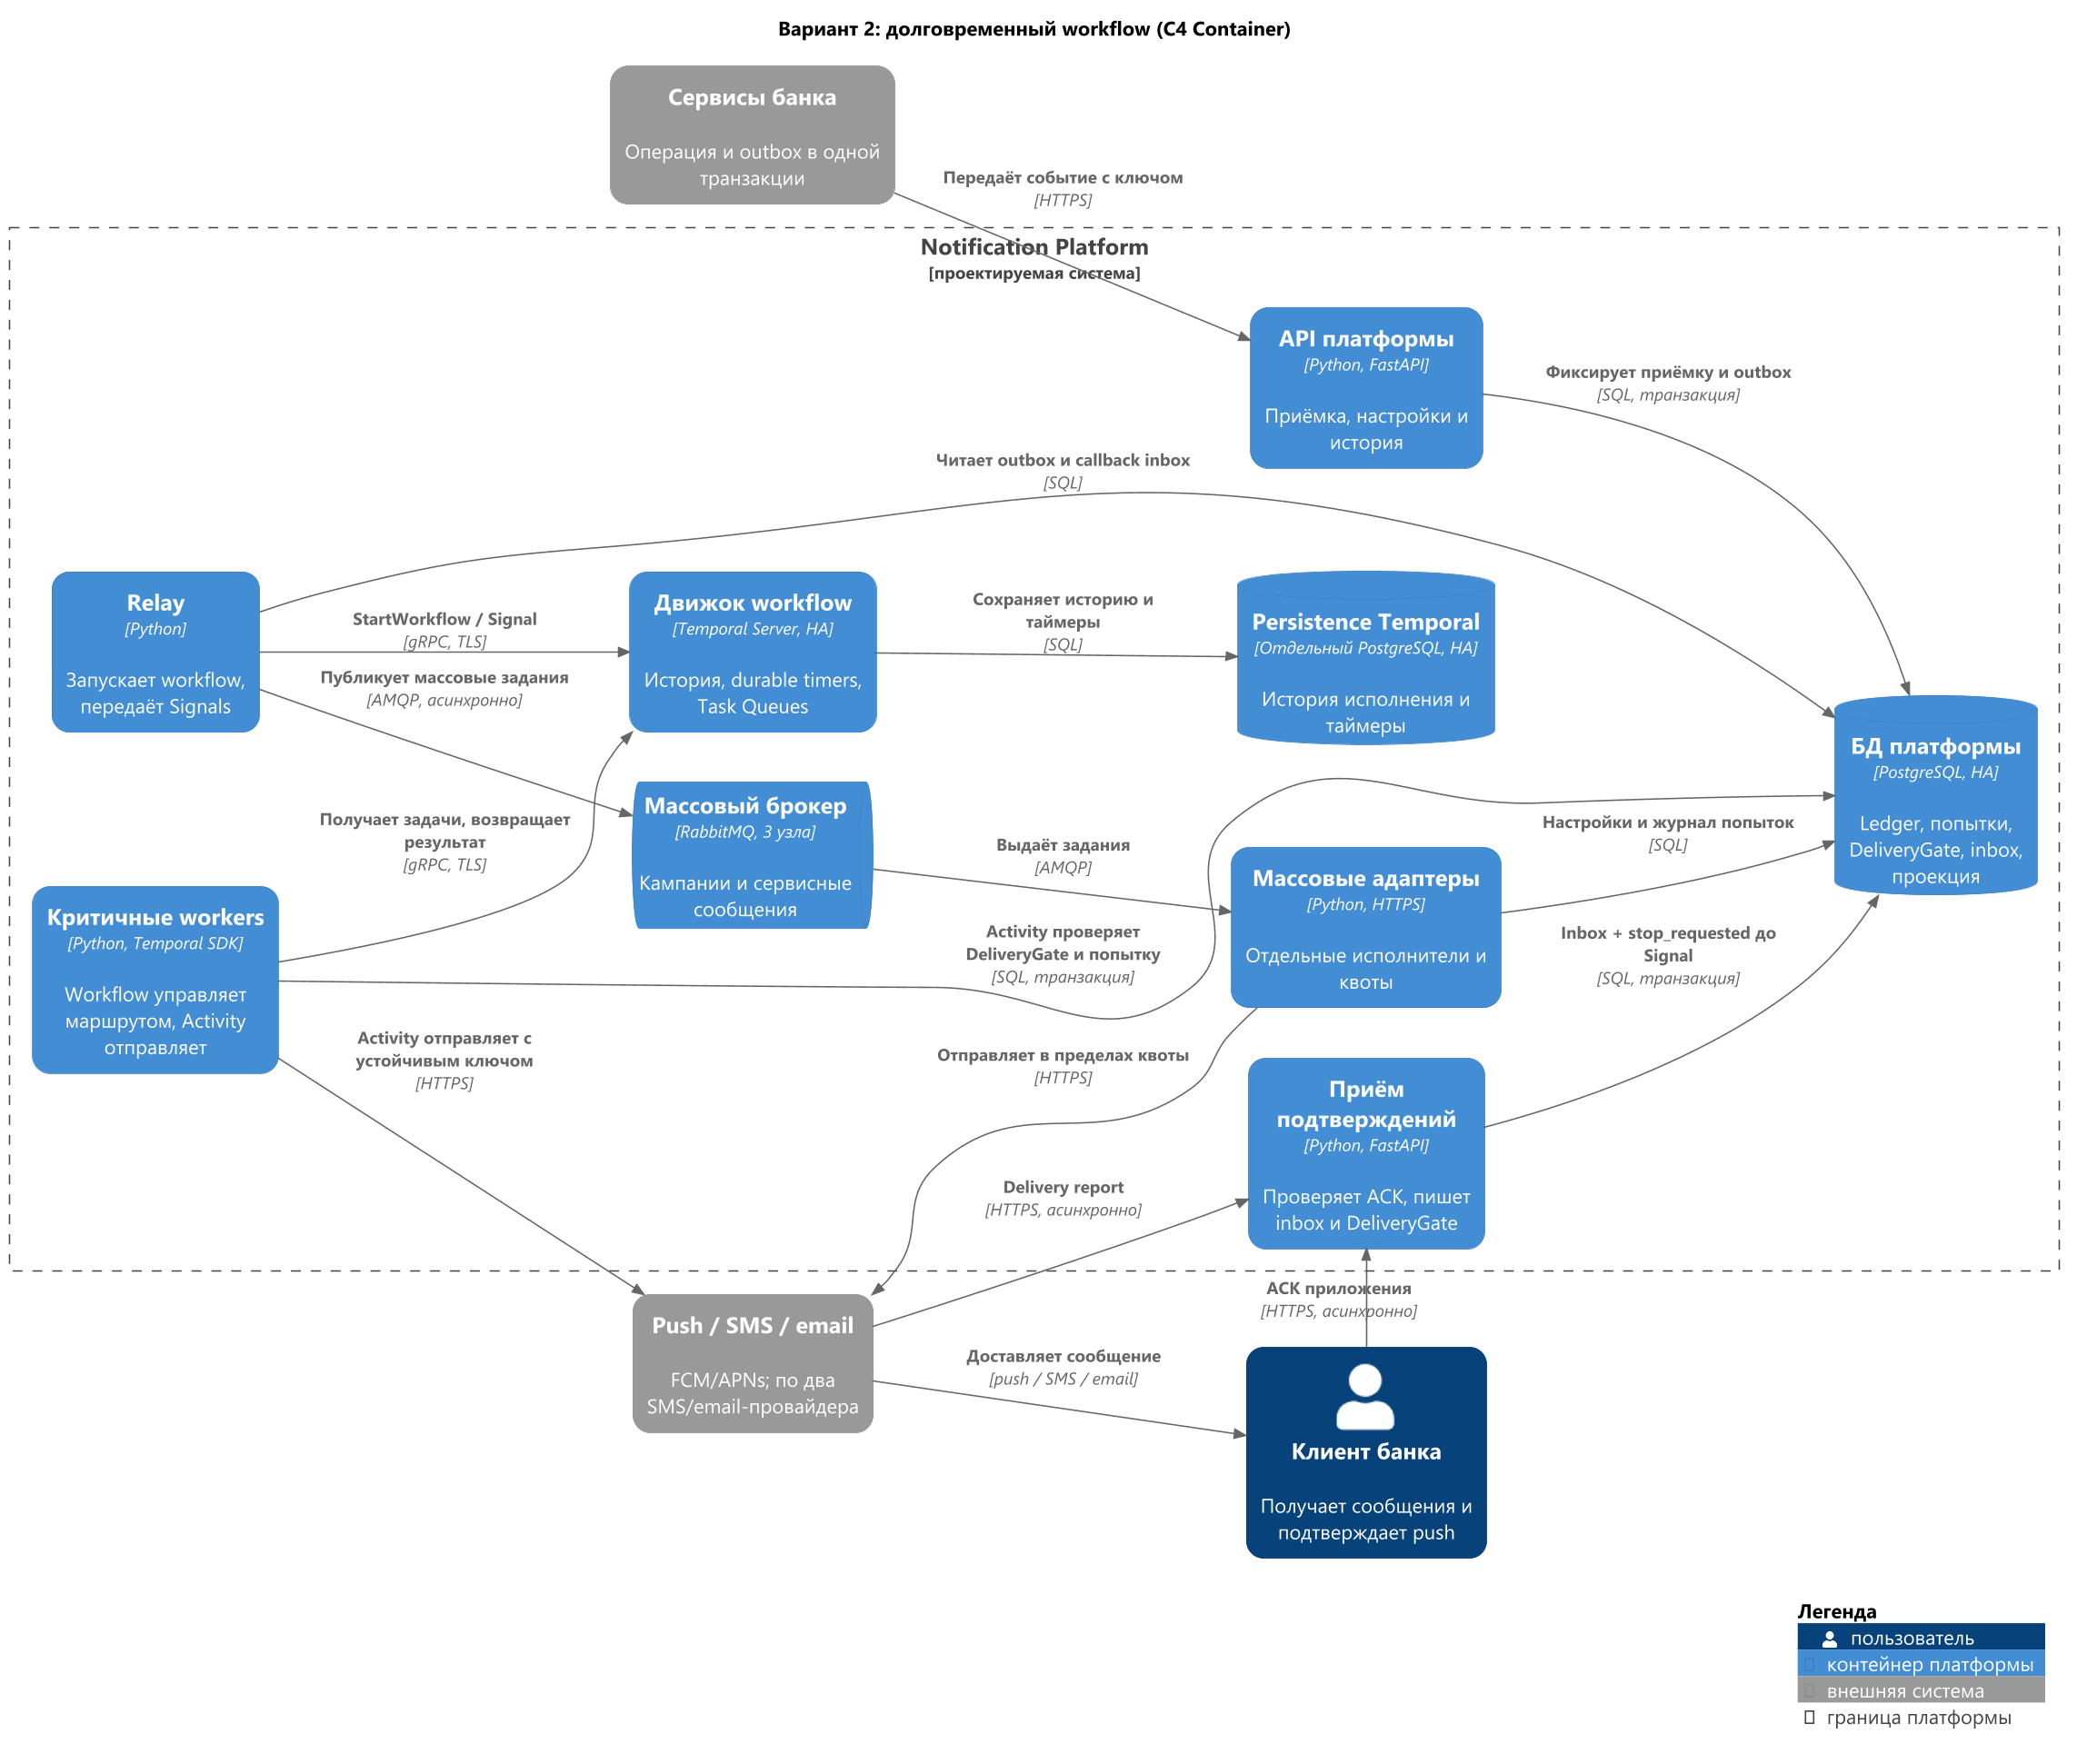 Вариант 2: долговременный workflow (C4 Container)
Сервисы банка
Операция и outbox в одной
транзакции
Передаёт событие с ключом
[HTTPS]
Notification Platform
[проектируемая система]
API платформы
[Python, FastAPI]
Приёмка, настройки и
история
Фиксирует приёмку и outbox
[SQL, транзакция]
Читает outbox и callback inbox
[SQL]
Relay
[Python]
Запускает workflow,
передаёт Signals
StartWorkflow / Signal
[gRPC, TLS]
Публикует массовые задания
[AMQP, асинхронно]
Движок workflow
[Temporal Server, HA]
История, durable timers,
Task Queues
Сохраняет историю и
таймеры
[SQL]
Persistence Temporal
[Отдельный PostgreSQL, HA]
История исполнения и
таймеры
БД платформы
[PostgreSQL, HA]
Ledger, попытки,
DeliveryGate, inbox,
проекция
Получает задачи, возвращает
результат
[gRPC, TLS]
Массовый брокер
[RabbitMQ, 3 узла]
Кампании и сервисные
сообщения
Выдаёт задания
[AMQP]
Массовые адаптеры
[Python, HTTPS]
Отдельные исполнители и
квоты
Настройки и журнал попыток
[SQL]
Критичные workers
[Python, Temporal SDK]
Workflow управляет
маршрутом, Activity
отправляет
Activity проверяет
DeliveryGate и попытку
[SQL, транзакция]
Inbox + stop_requested до
Signal
[SQL, транзакция]
Activity отправляет с
устойчивым ключом
[HTTPS]
Отправляет в пределах квоты
[HTTPS]
Приём
подтверждений
[Python, FastAPI]
Проверяет ACK, пишет
inbox и DeliveryGate
Delivery report
[HTTPS, асинхронно]
ACK приложения
[HTTPS, асинхронно]
Push / SMS / email
FCM/APNs; по два
SMS/email-провайдера
Доставляет сообщение
[push / SMS / email]
Клиент банка
Получает сообщения и
подтверждает push
Легенда
пользователь
контейнер платформы
внешняя система
граница платформы